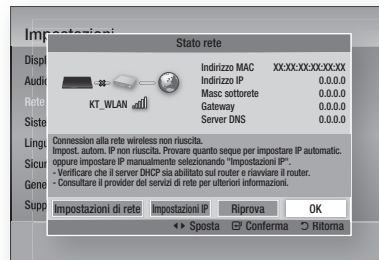 Impostazioni
Stato rete
Displ
Audio
Rete
Siste
Lingu
Sicur
Gene
Supp
KT_WLAN
Indirizzo MAC XX:XX:XX:XX:XX:XX
Indirizzo IP 0.0.0.0
Masc sottorete 0.0.0.0
Gateway 0.0.0.0
Server DNS 0.0.0.0
Connession alla rete wireless non riuscita.
Impost. autom. IP non riuscita. Provare quanto seque per impostare IP automatic.
oppure impostare IP manualmente selezionando "Impostazioni IP".
- Verificare che il server DHCP sia abilitato sul router e riavviare il router.
- Consultare il provider del servizi di rete per ulteriori informazioni.
Impostazioni di rete Impostazioni IP Riprova OK
Sposta Conferma Ritorna